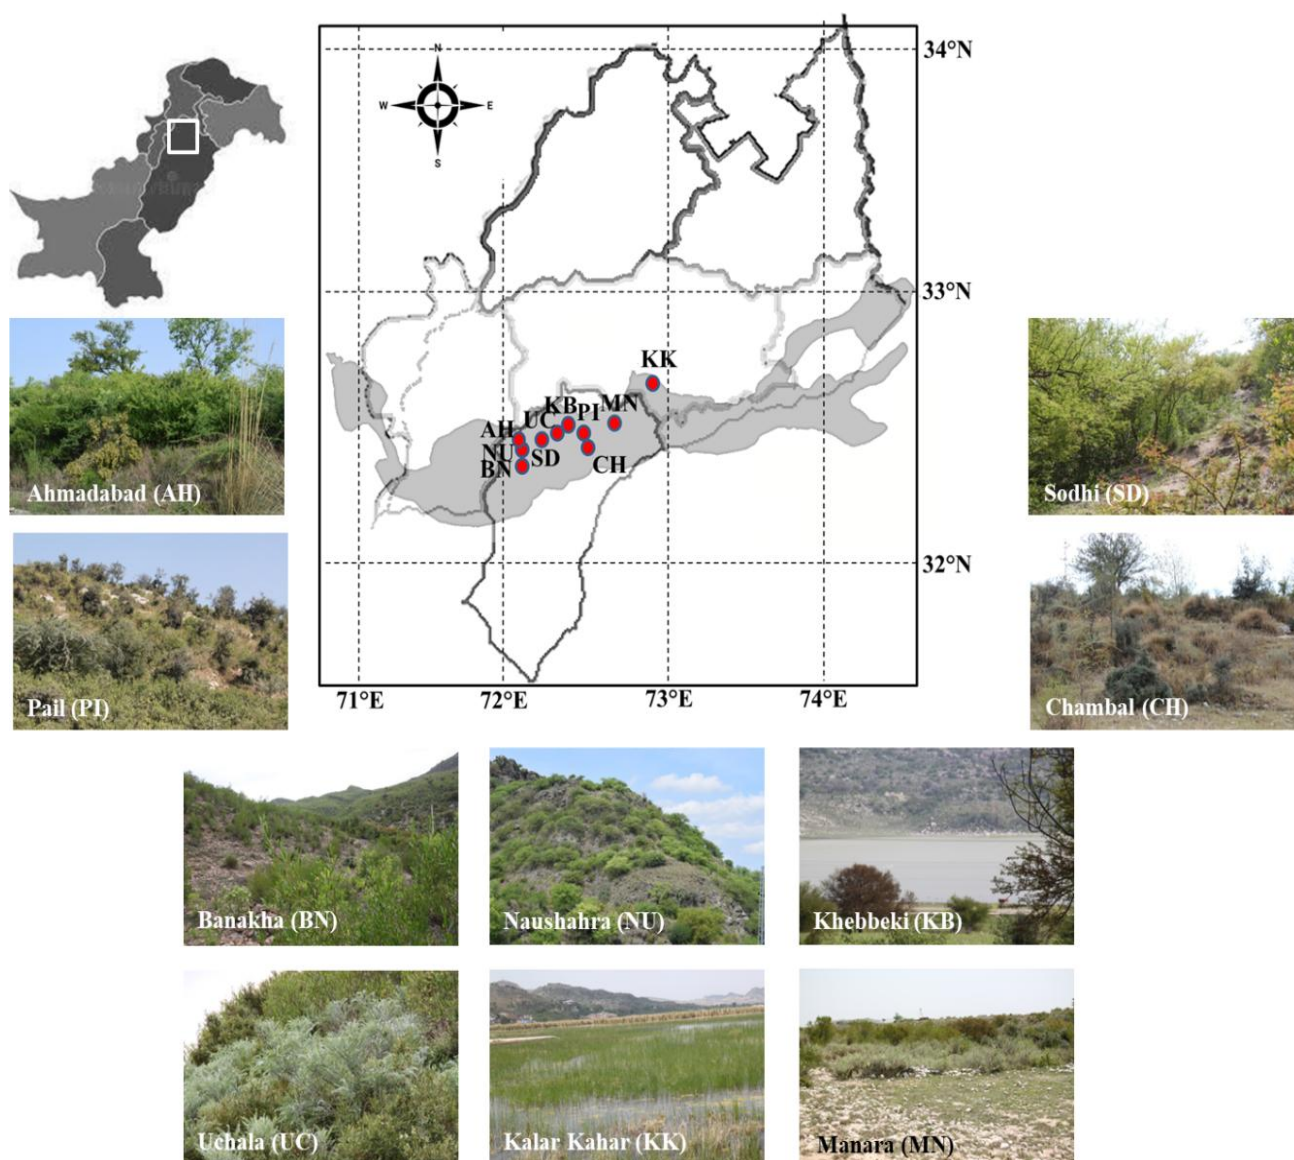 N
W E
S
34°N
33°N
32°N
71°E 72°E 73°E 74°E
KK
KB PI MN
AH UC
NU SD
BN CH
Ahmadabad (AH)
Sodhi (SD)
Pail (PI)
Chambal (CH)
Banakha (BN)
Naushahra (NU)
Khebbeki (KB)
Uchala (UC)
Kalar Kahar (KK)
Manara (MN)